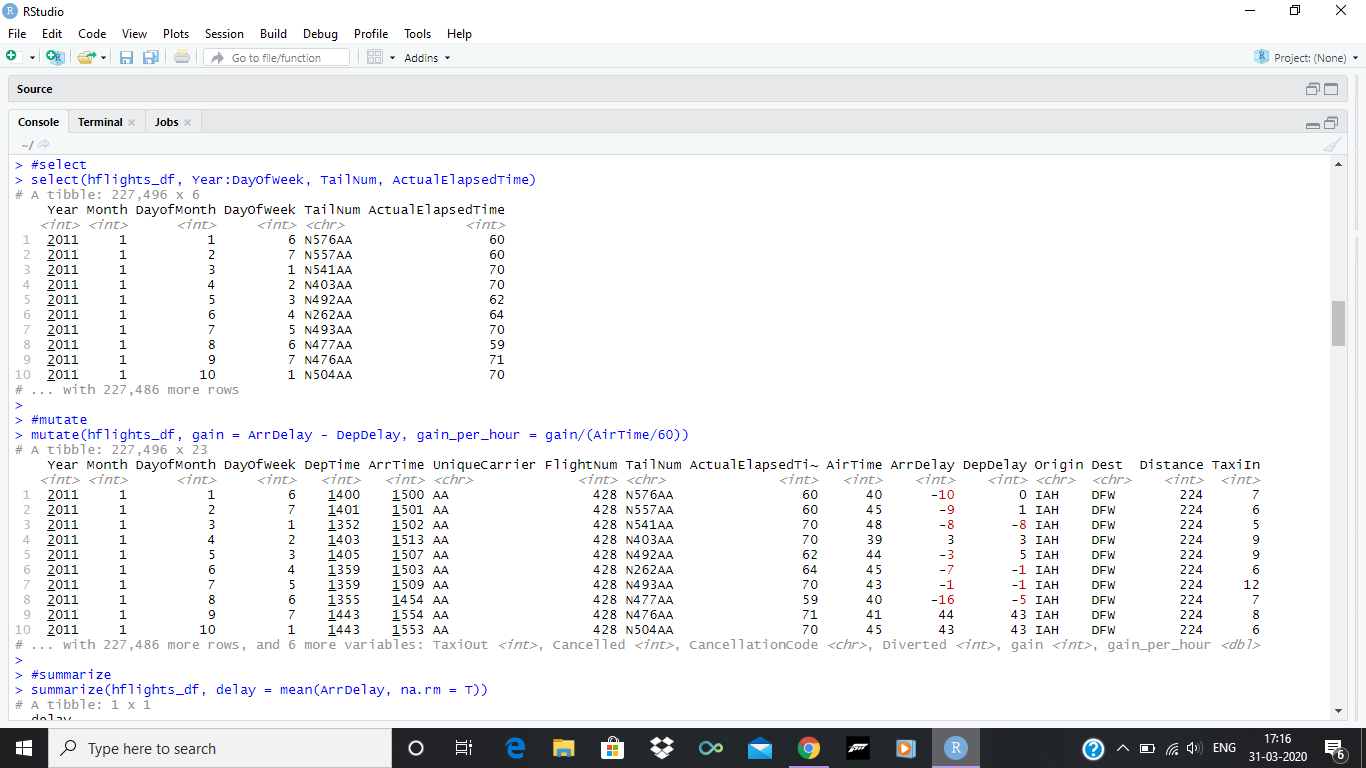 RStudio
File Edit Code View Plots Session Build Debug Profile Tools Help
Go to file/function Addins Project: (None)
Source
Console Terminal Jobs
~/
> #select
> select(hflights_df, Year:DayOfWeek, TailNum, ActualElapsedTime)
# A tibble: 227,496 x 6
Year Month DayofMonth DayOfWeek TailNum ActualElapsedTime
<int> <int> <int> <int> <chr> <int>
1 2011 1 1 6 N576AA 60
2 2011 1 2 7 N557AA 60
3 2011 1 3 1 N541AA 70
4 2011 1 4 2 N403AA 70
5 2011 1 5 3 N492AA 62
6 2011 1 6 4 N262AA 64
7 2011 1 7 5 N493AA 70
8 2011 1 8 6 N477AA 59
9 2011 1 9 7 N476AA 71
10 2011 1 10 1 N504AA 70
# ... with 227,486 more rows
>
> #mutate
> mutate(hflights_df, gain = ArrDelay - DepDelay, gain_per_hour = gain/(AirTime/60))
# A tibble: 227,496 x 23
Year Month DayofMonth DayOfWeek DepTime ArrTime UniqueCarrier FlightNum TailNum ActualElapsedTi~ AirTime ArrDelay DepDelay Origin Dest Distance TaxiIn
<int> <int> <int> <int> <int> <int> <chr> <int> <chr> <int> <int> <int> <int> <chr> <chr> <int> <int>
1 2011 1 1 6 1400 1500 AA 428 N576AA 60 40 -10 0 IAH DFW 224 7
2 2011 1 2 7 1401 1501 AA 428 N557AA 60 45 -9 1 IAH DFW 224 6
3 2011 1 3 1 1352 1502 AA 428 N541AA 70 48 -8 -8 IAH DFW 224 5
4 2011 1 4 2 1403 1513 AA 428 N403AA 70 39 3 3 IAH DFW 224 9
5 2011 1 5 3 1405 1507 AA 428 N492AA 62 44 -3 5 IAH DFW 224 9
6 2011 1 6 4 1359 1503 AA 428 N262AA 64 45 -7 -1 IAH DFW 224 6
7 2011 1 7 5 1359 1509 AA 428 N493AA 70 43 -1 -1 IAH DFW 224 12
8 2011 1 8 6 1355 1454 AA 428 N477AA 59 40 -16 -5 IAH DFW 224 7
9 2011 1 9 7 1443 1554 AA 428 N476AA 71 41 44 43 IAH DFW 224 8
10 2011 1 10 1 1443 1553 AA 428 N504AA 70 45 43 43 IAH DFW 224 6
# ... with 227,486 more rows, and 6 more variables: TaxiOut <int>, Cancelled <int>, CancellationCode <chr>, Diverted <int>, gain <int>, gain_per_hour <dbl>
>
> #summarize
> summarize(hflights_df, delay = mean(ArrDelay, na.rm = T))
# A tibble: 1 x 1
delay
Type here to search ENG 17:16
31-03-2020 6